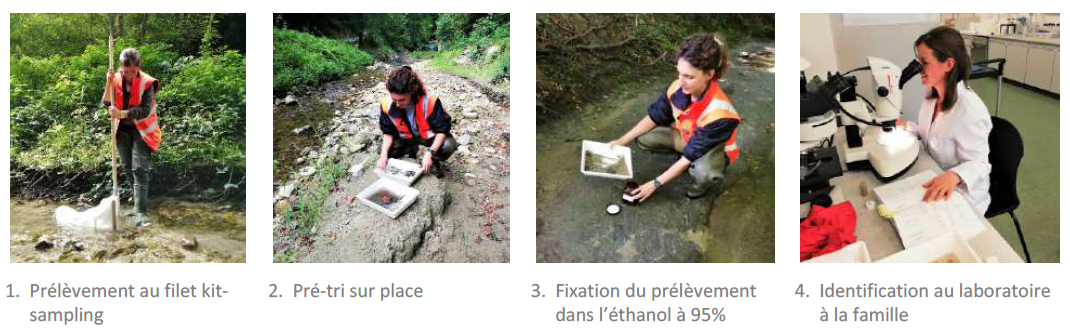 1. Prélèvement au filet kit-
sampling
2. Pré-tri sur place
3. Fixation du prélèvement
dans l’éthanol à 95%
4. Identification au laboratoire
à la famille